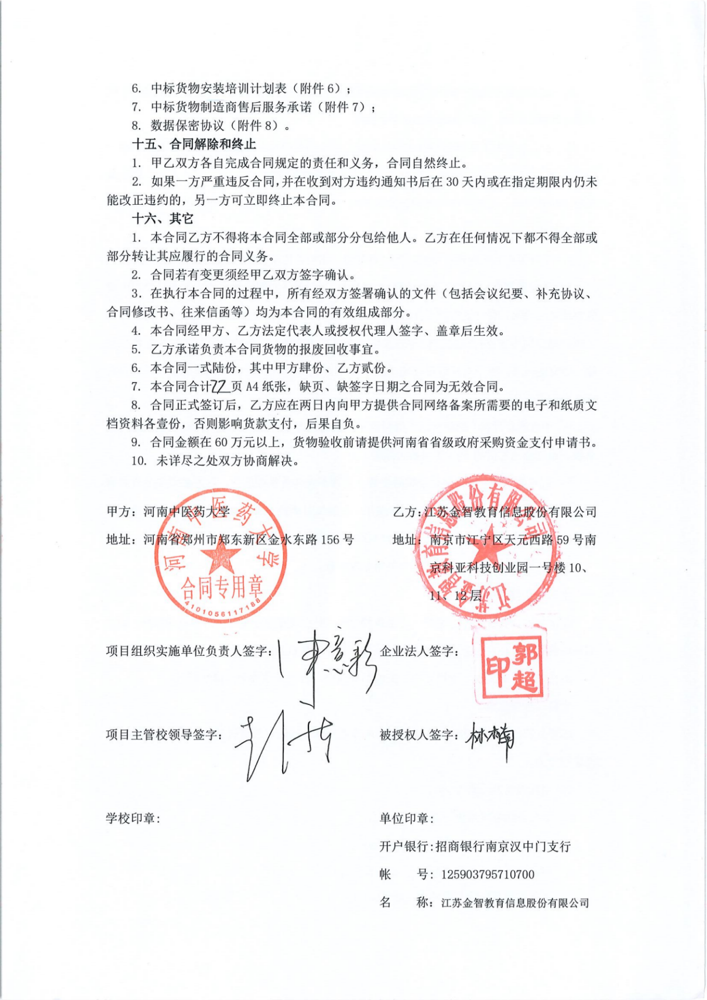 6. 中标货物安装培训计划表（附件6）;
7. 中标货物制造商售后服务承诺（附件7）;
8. 数据保密协议（附件8）。
十五、合同解除和终止
1. 甲乙双方各自完成合同规定的责任和义务，合同自然终止。
2. 如果一方严重违反合同,并在收到对方违约通知书后在30天内或在指定期限内仍未
能改正违约的，另一方可立即终止本合同。
十六、其它
1. 本合同乙方不得将本合同全部或部分分包给他人。乙方在任何情况下都不得全部或
部分转让其应履行的合同义务。
2. 合同若有变更须经甲乙双方签字确认。
3. 在执行本合同的过程中，所有经双方签署确认的文件（包括会议纪要、补充协议、
合同修改书、往来信函等）均为本合同的有效组成部分。
4. 本合同经甲方、乙方法定代表人或授权代理人签字、盖章后生效。
5. 乙方承诺负责本合同货物的报废回收事宜。
6. 本合同一式陆份，其中甲方肆份、乙方贰份。
7. 本合同合计22页A4纸张，缺页、缺签字日期之合同为无效合同。
8. 合同正式签订后，乙方应在两日内向甲方提供合同网络备案所需要的电子和纸质文
档资料各壹份，否则影响货款支付，后果自负。
9. 合同金额在60万元以上，货物验收前请提供河南省省级政府采购资金支付申请书。
10. 未详尽之处双方协商解决。
甲方：河南中医药大学
乙方:江苏金智教育信息股份有限公司
地址：河南省郑州市郑东新区金水东路156号
地址：南京市江宁区天元西路59号南
京科亚科技创业园一号楼10、
11、12层
河南中医药大学
合同专用章
4101056117188
江苏金智教育信息股份有限公司
项目组织实施单位负责人签字:
企业法人签字:
郭超
印
项目主管校领导签字:
被授权人签字:林楠
学校印章:
单位印章:
开户银行:招商银行南京汉中门支行
帐 号: 125903795710700
名 称: 江苏金智教育信息股份有限公司